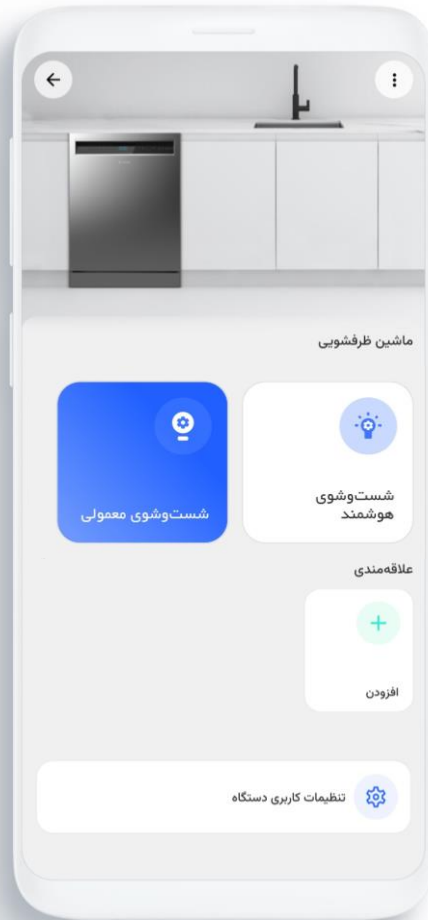 ماشین ظرفشویی
شست‌وشوی
هوشمند
شست‌وشوی معمولی
علاقه‌مندی
افزودن
تنظیمات کاربری دستگاه